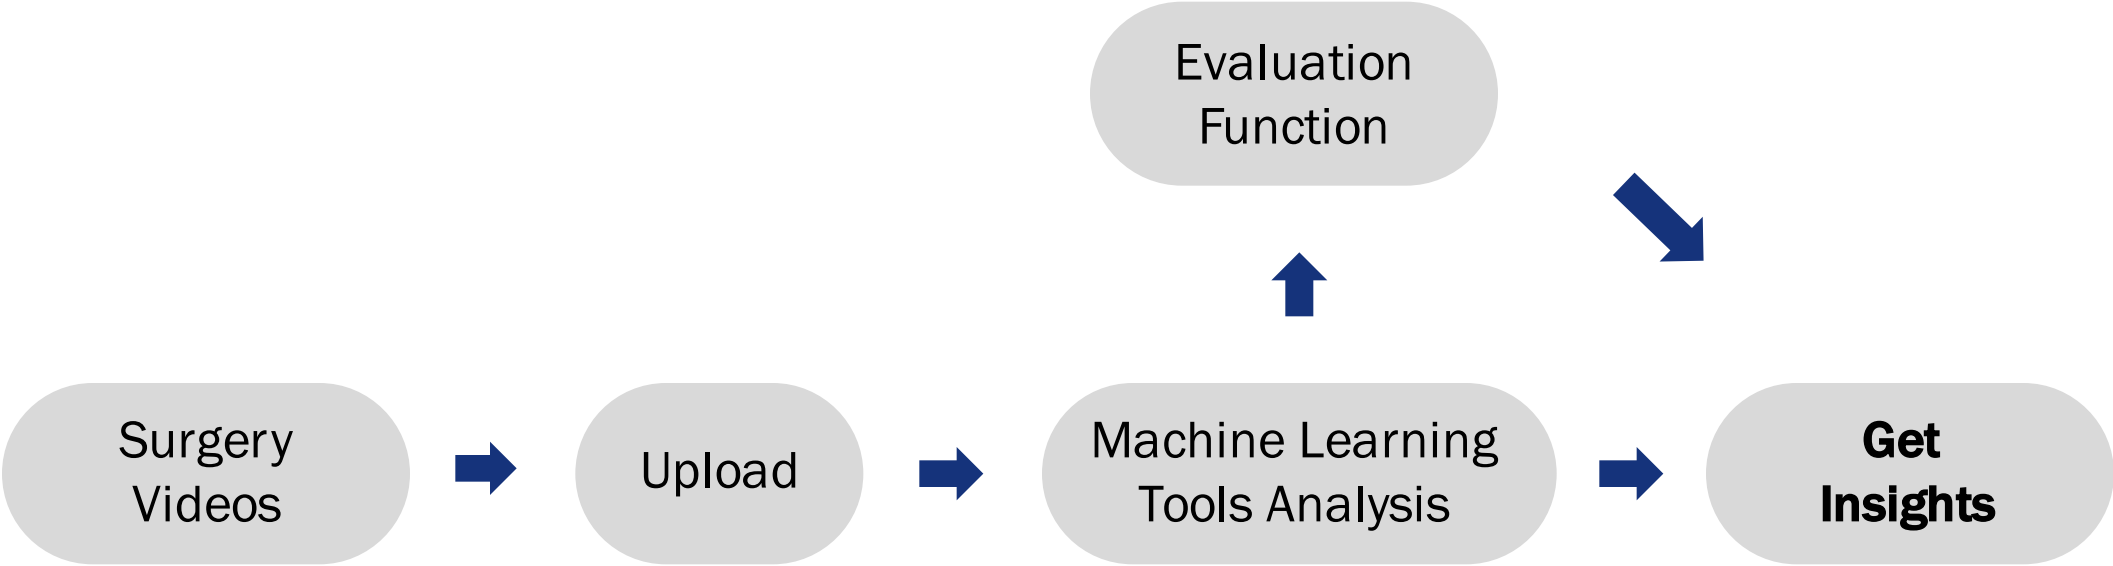 Evaluation
Function
Surgery
Videos
Upload
Machine Learning
Tools Analysis
Get
Insights